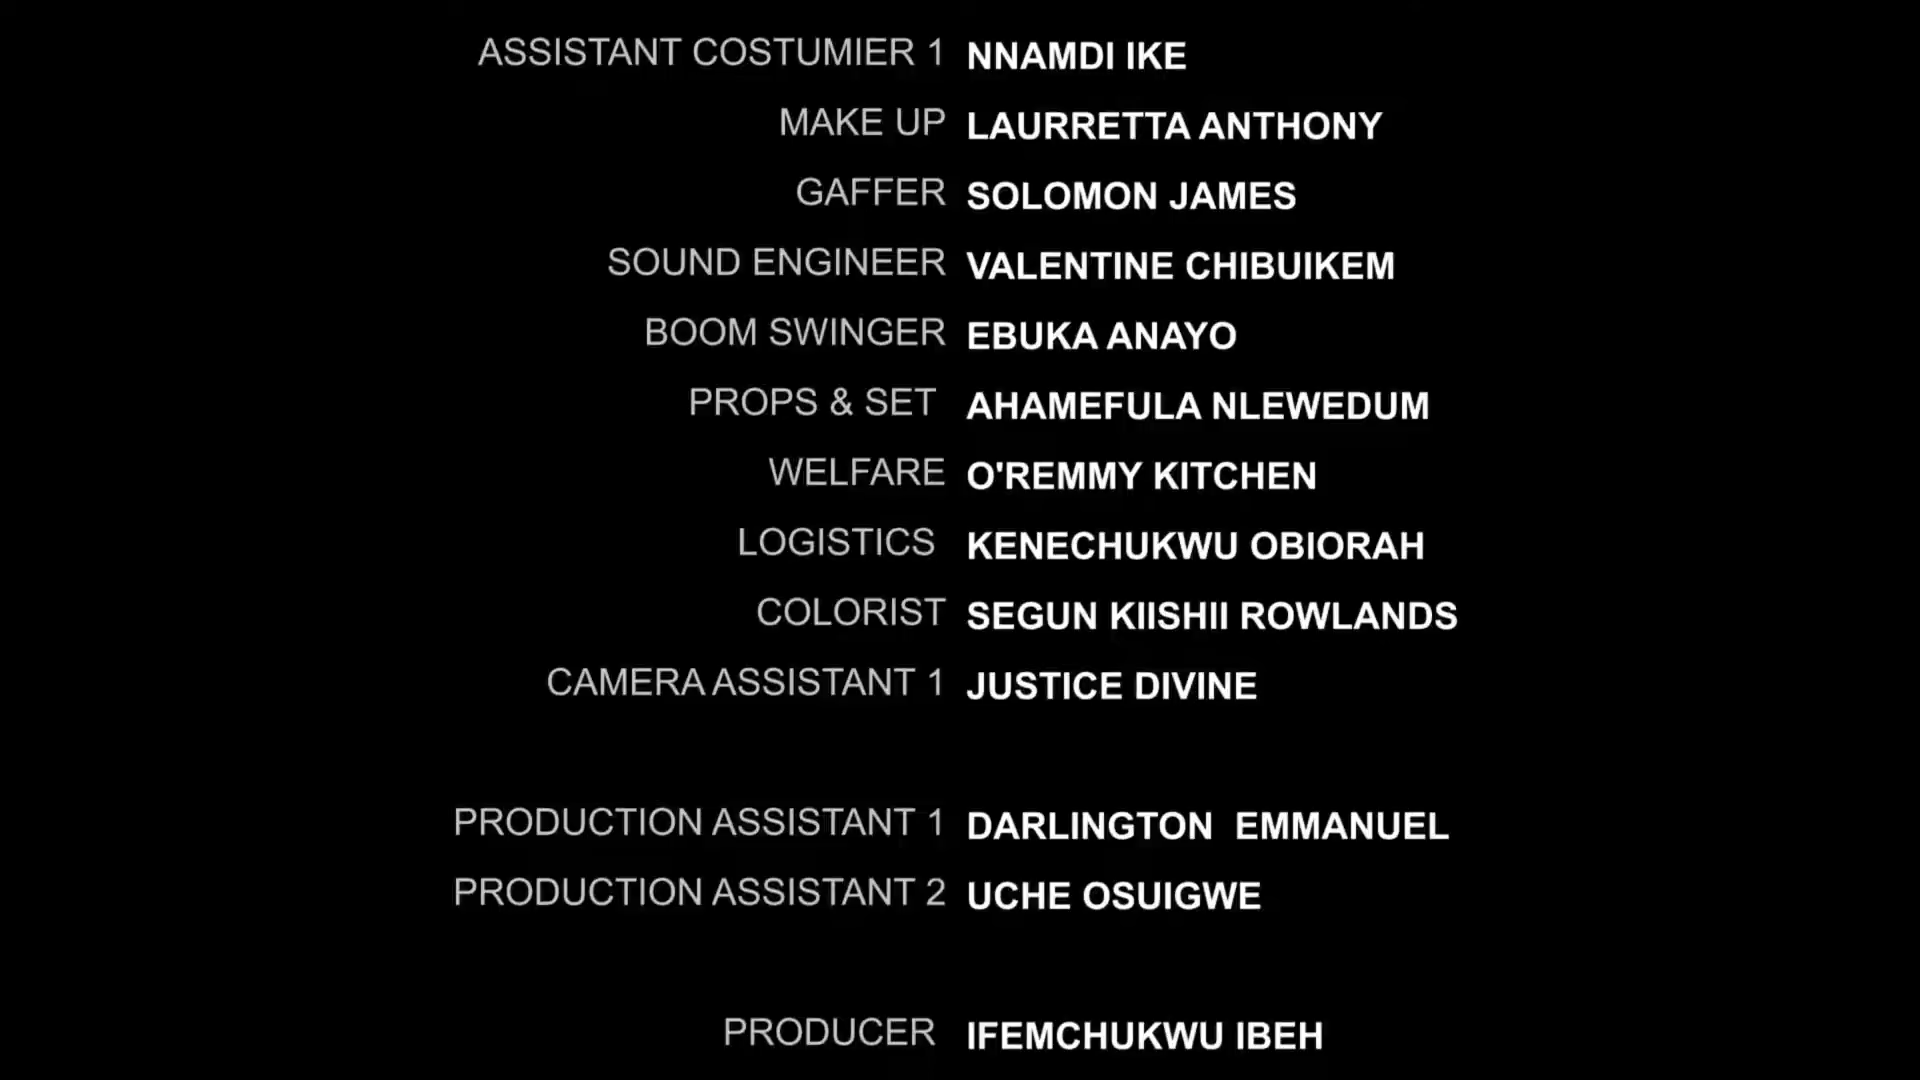 ASSISTANT COSTUMIER 1 NNAMDI IKE
MAKE UP LAURRETTA ANTHONY
GAFFER SOLOMON JAMES
SOUND ENGINEER VALENTINE CHIBUIKEM
BOOM SWINGER EBUKA ANAYO
PROPS & SET AHAMEFULA NLEWEDUM
WELFARE O'REMMY KITCHEN
LOGISTICS KENECHUKWU OBIORAH
COLORIST SEGUN KIISHII ROWLANDS
CAMERA ASSISTANT 1 JUSTICE DIVINE
PRODUCTION ASSISTANT 1 DARLINGTON EMMANUEL
PRODUCTION ASSISTANT 2 UCHE OSUIGWE
PRODUCER IFEMCHUKWU IBEH